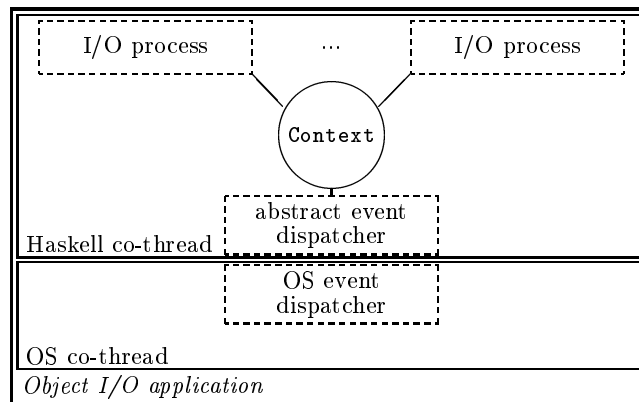 I/O process ... I/O process
Context
abstract event
dispatcher
Haskell co-thread
OS event
dispatcher
OS co-thread
Object I/O application